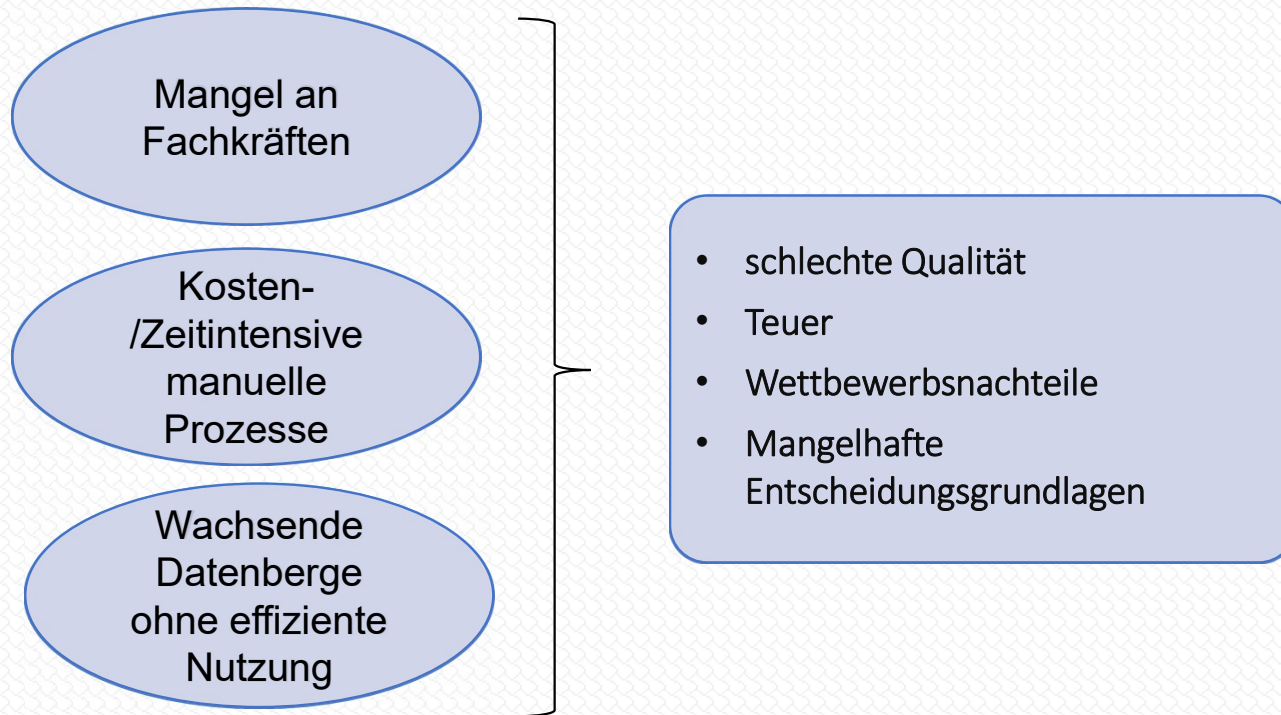 Mangel an
Fachkräften
Kosten-
/Zeitintensive
manuelle
Prozesse
Wachsende
Datenberge
ohne effiziente
Nutzung
• schlechte Qualität
• Teuer
• Wettbewerbsnachteile
• Mangelhafte
Entscheidungsgrundlagen